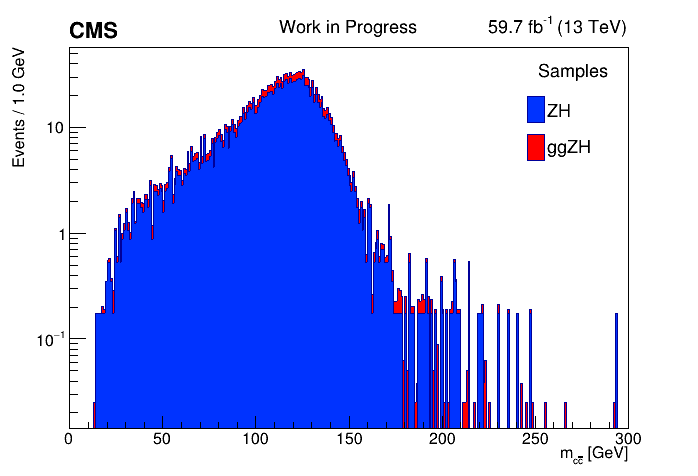 CMS Work in Progress 59.7 fb⁻¹ (13 TeV)
Events / 1.0 GeV
Samples
ZH
ggZH
10
1
10⁻¹
0 50 100 150 200 250 300
m_cc̅ [GeV]